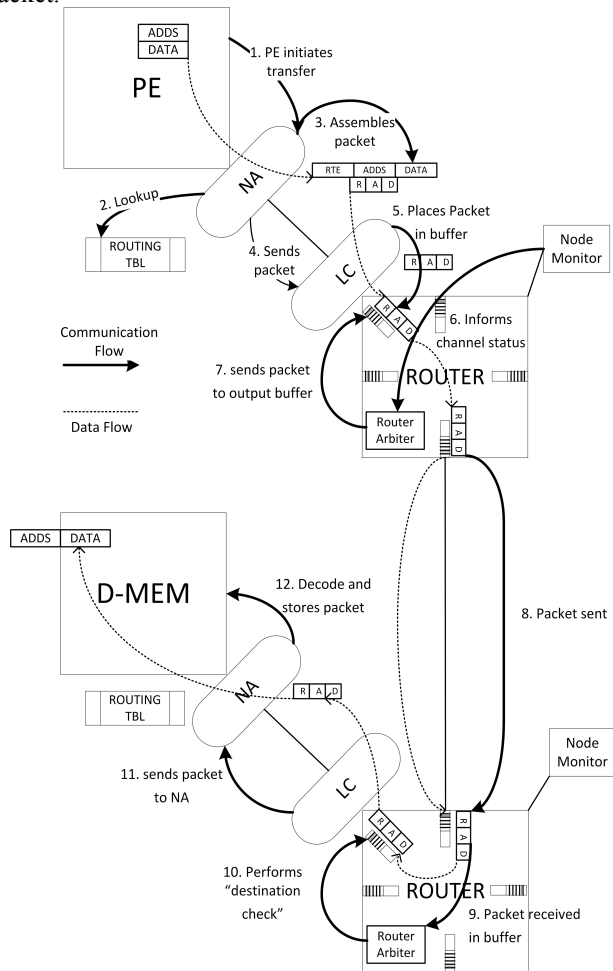 acket.
ADDS
DATA
PE
1. PE initiates
transfer
3. Assembles
packet
RTE ADDS DATA
R A D
NA
2. Lookup
ROUTING
TBL
4. Sends
packet
LC
5. Places Packet
in buffer
R A D
Node
Monitor
R A D
6. Informs
channel status
Communication
Flow
7. sends packet
to output buffer
ROUTER
Router
Arbiter
R A D
Data Flow
ADDS DATA
D-MEM
12. Decode and
stores packet
8. Packet sent
ROUTING
TBL
NA
R A D
11. sends packet
to NA
LC
Node
Monitor
R A D
R A D
10. Performs
“destination
check”
ROUTER
9. Packet received
in buffer
Router
Arbiter